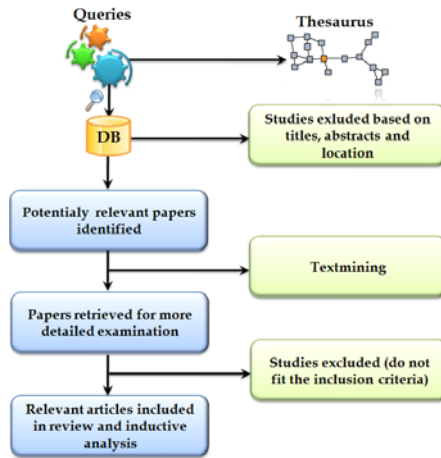 Queries
Thesaurus
DB
Studies exluded based on
titles, abstracts and
location
Potentialy relevant papers
identified
Textmining
Papers retrieved for more
detailed examination
Studies excluded (do not
fit the inclusion criteria)
Relevant articles included
in review and inductive
analysis